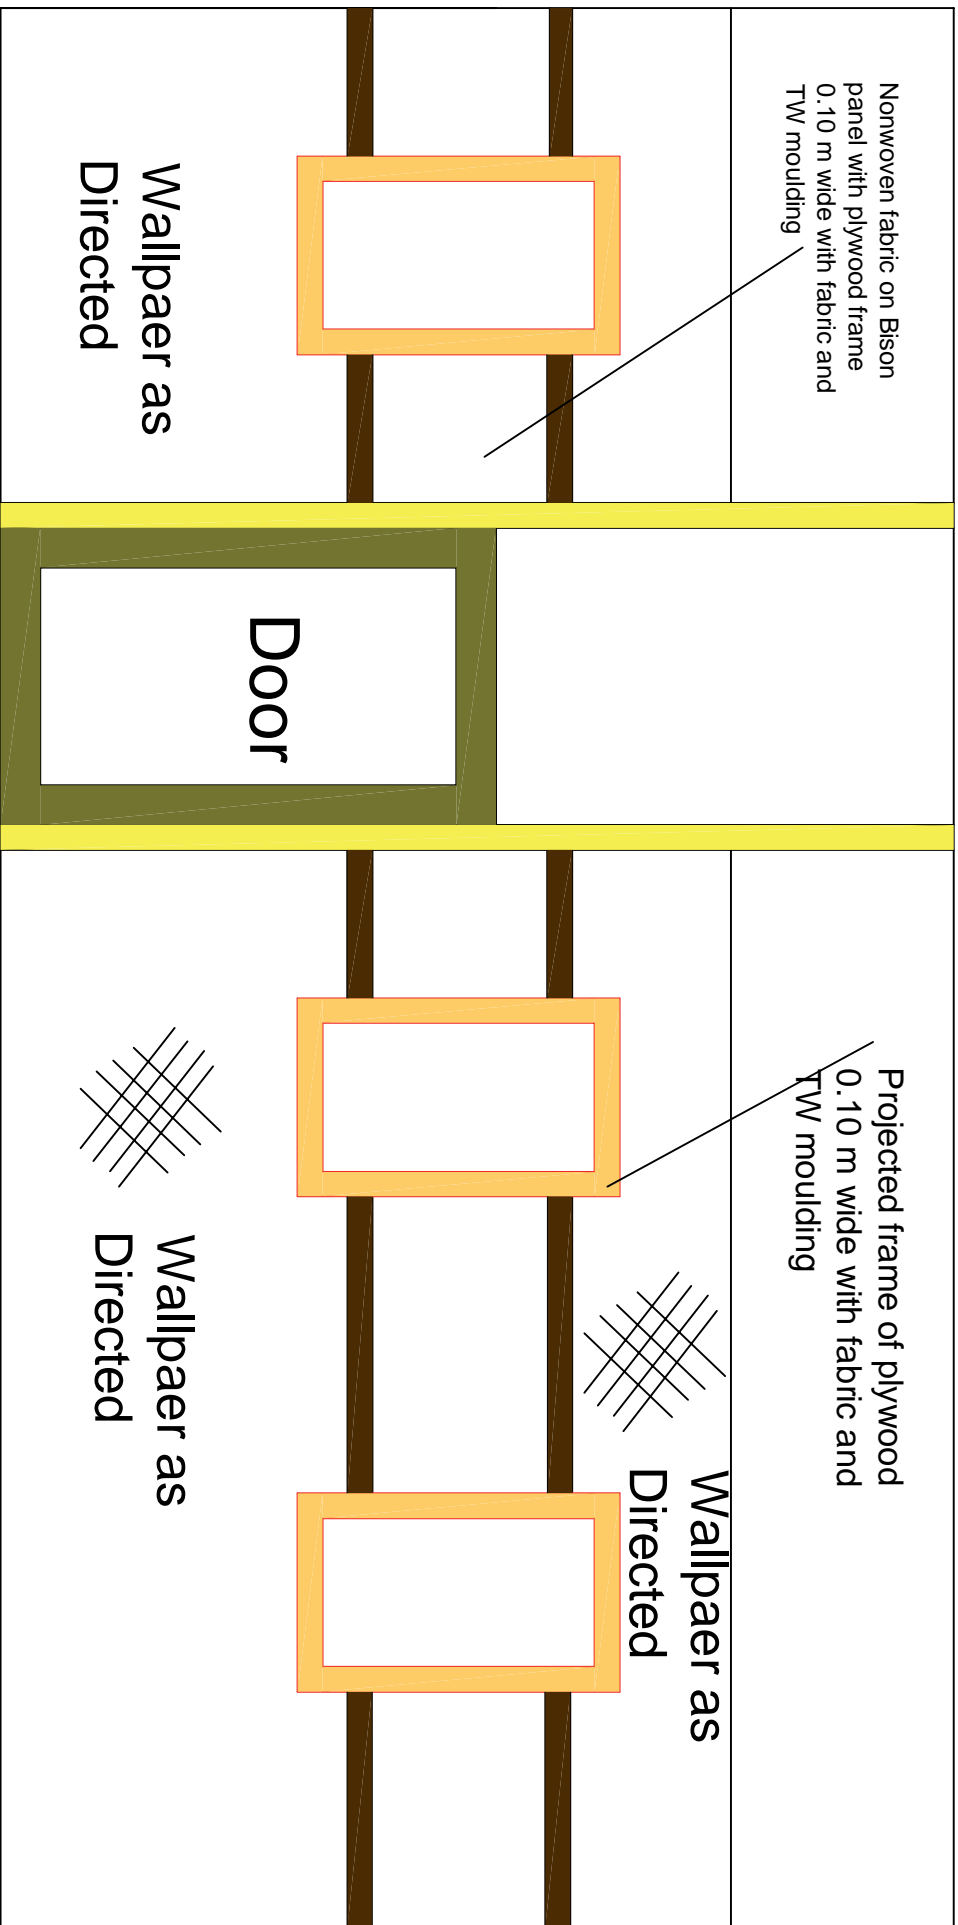 Nonwoven fabric on Bison
panel with plywood frame
0.10 m wide with fabric and
TW moulding
Wallpaer as
Directed
Door
Projected frame of plywood
0.10 m wide with fabric and
TW moulding
Wallpaer as
Directed
Wallpaer as
Directed